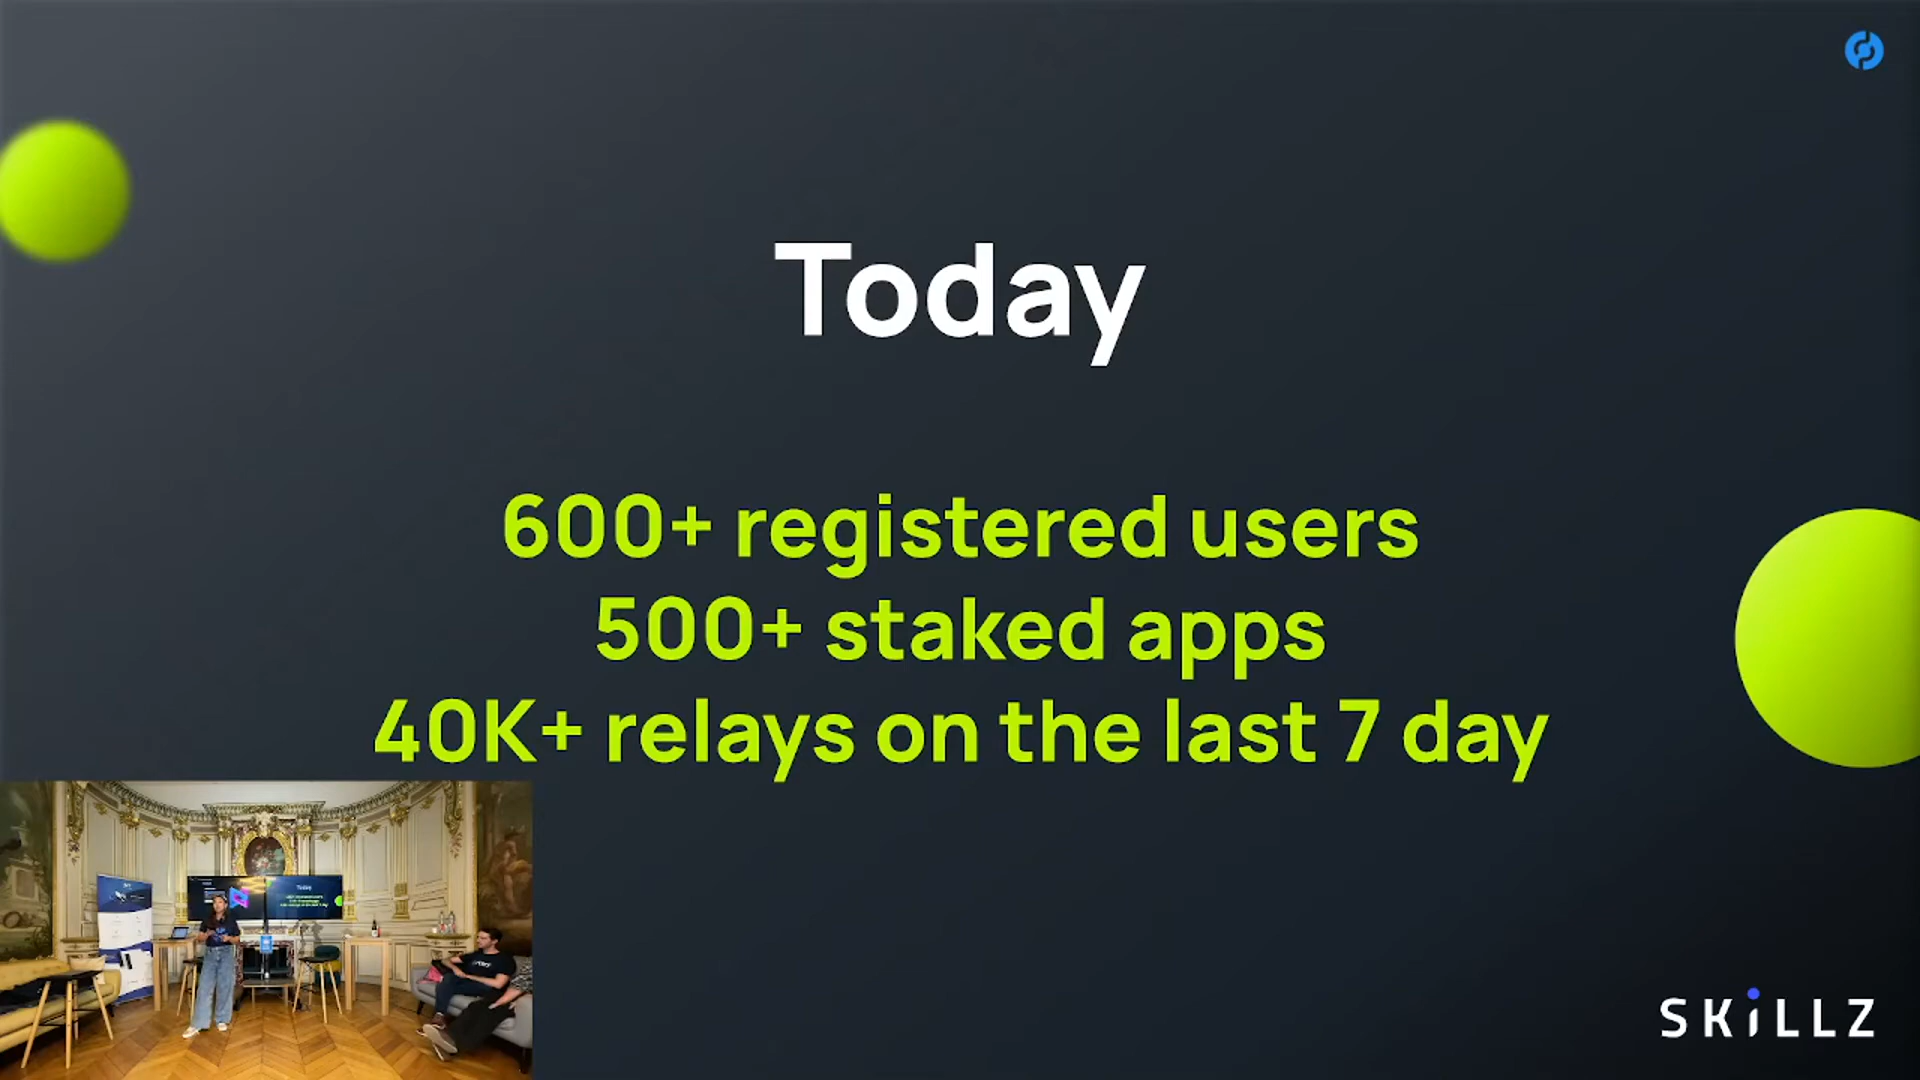 Today
600+ registered users
500+ staked apps
40K+ relays on the last 7 day
SKiLLZ